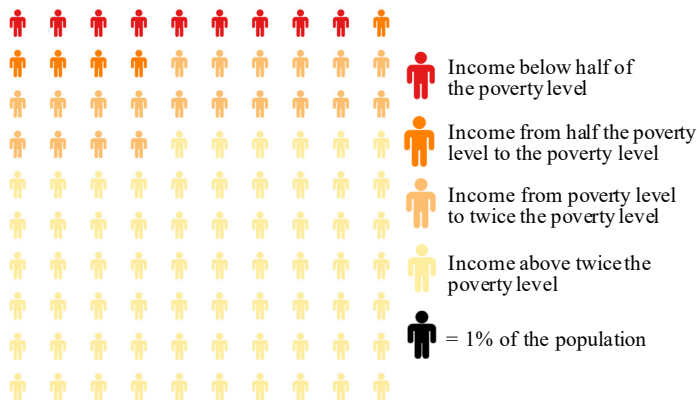 Income below half of
the poverty level
Income from half the poverty
level to the poverty level
Income from poverty level
to twice the poverty level
Income above twice the
poverty level
= 1% of the population